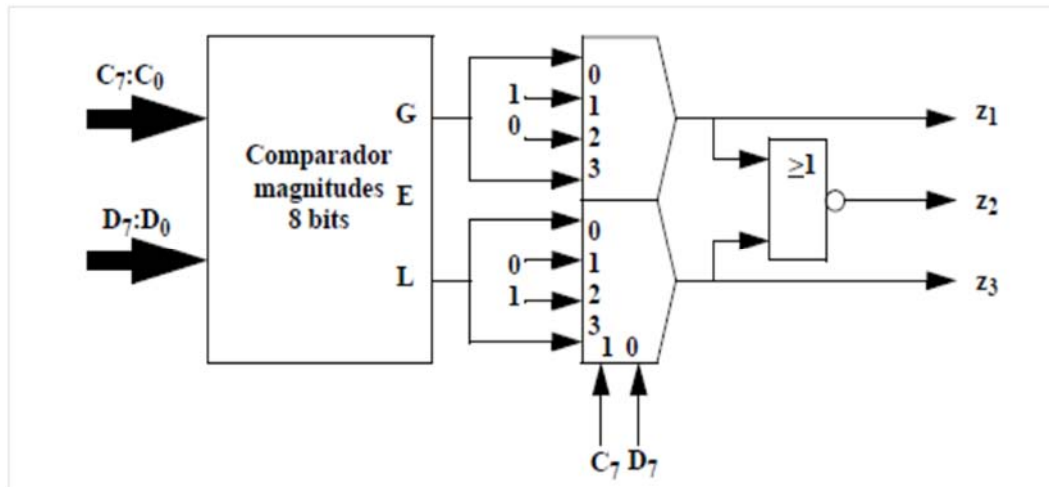 C7:C0
D7:D0
Comparador
magnitudes
8 bits
G
E
L
1
0
0
1
2
3
0
1
0
1
2
3
1 0
C7 D7
≥1
z1
z2
z3